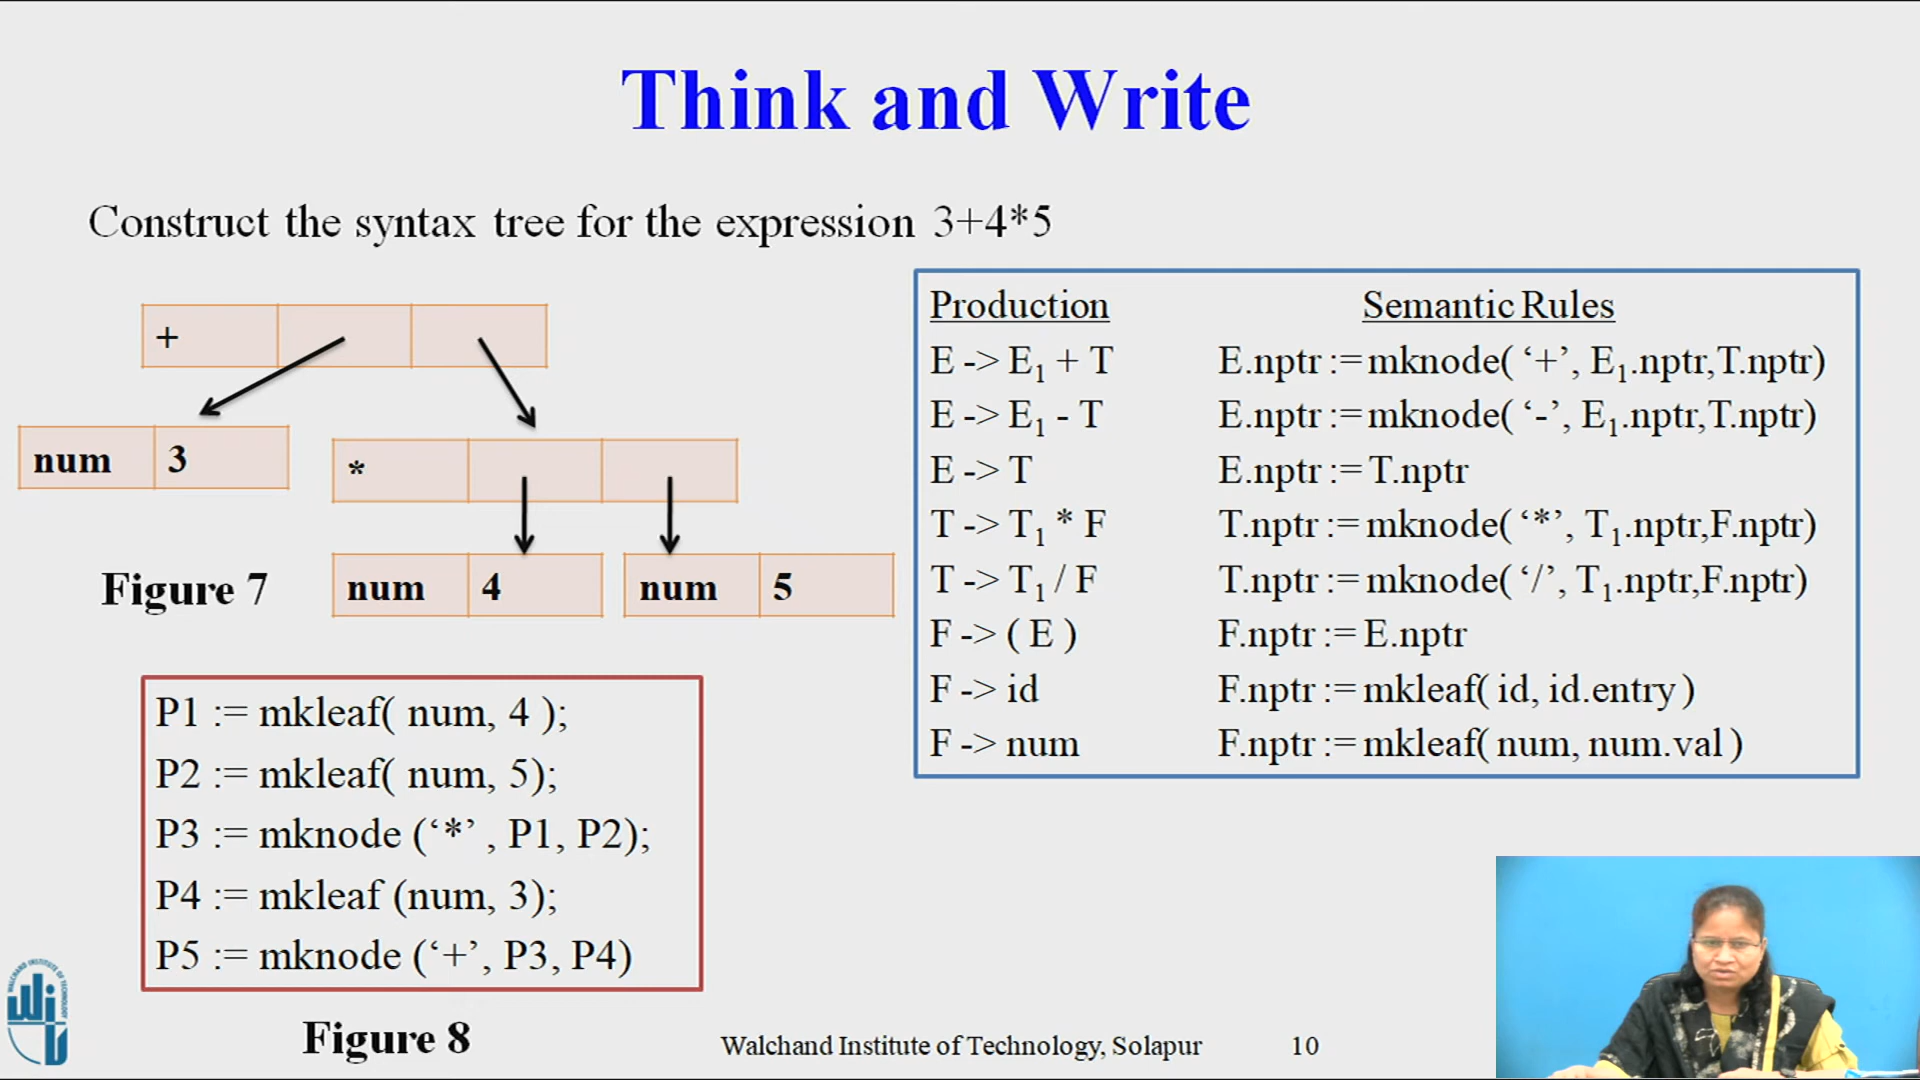 Think and Write
Construct the syntax tree for the expression 3+4*5
+
num 3
*
num 4
num 5
Figure 7
P1 := mkleaf( num, 4 );
P2 := mkleaf( num, 5);
P3 := mknode (‘*’ , P1, P2);
P4 := mkleaf (num, 3);
P5 := mknode (‘+’, P3, P4)
Figure 8
Production Semantic Rules
E -> E1 + T E.nptr := mknode( ‘+’, E1.nptr,T.nptr)
E -> E1 - T E.nptr := mknode( ‘-’, E1.nptr,T.nptr)
E -> T E.nptr := T.nptr
T -> T1 * F T.nptr := mknode( ‘*’, T1.nptr,F.nptr)
T -> T1 / F T.nptr := mknode( ‘/’, T1.nptr,F.nptr)
F -> ( E ) F.nptr := E.nptr
F -> id F.nptr := mkleaf( id, id.entry )
F -> num F.nptr := mkleaf( num, num.val )
WALCHAND INSTITUTE OF TECHNOLOGY
Walchand Institute of Technology, Solapur 10